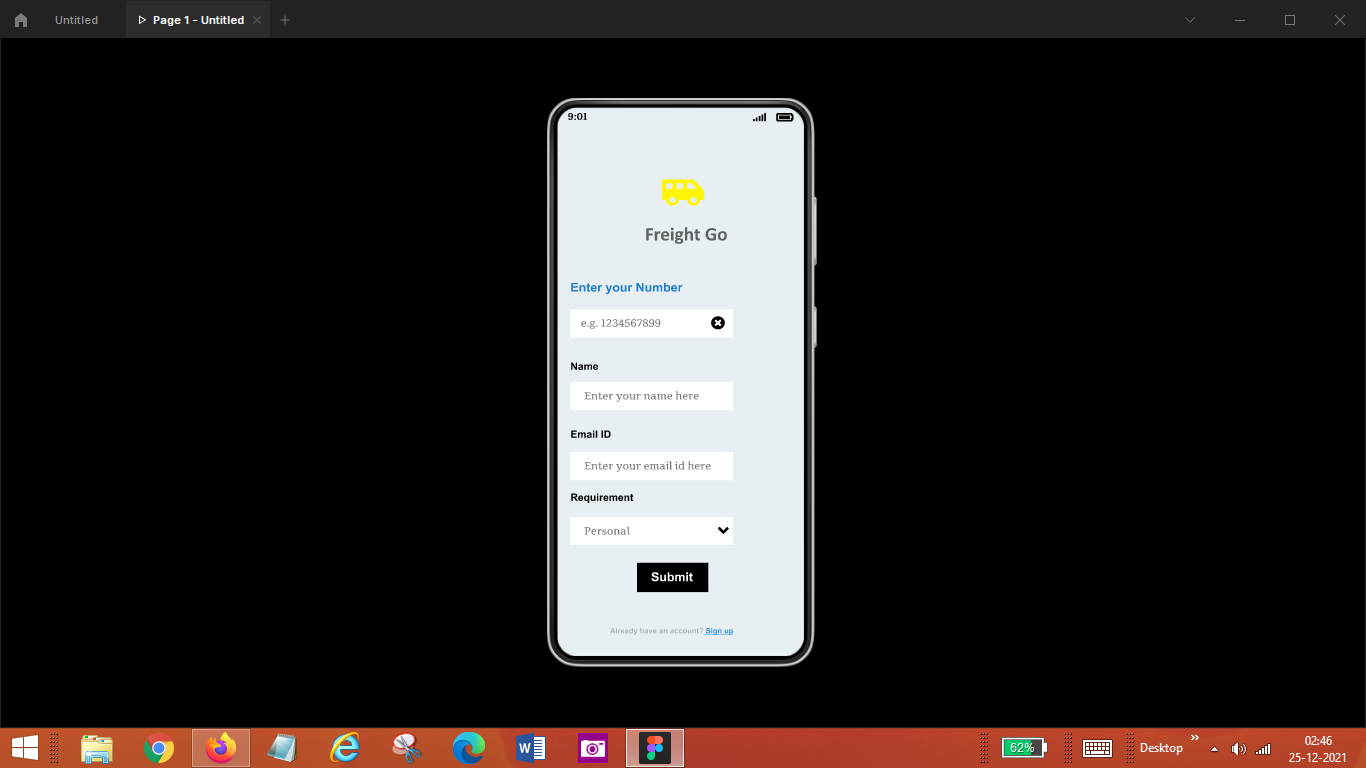 Untitled
Page 1 - Untitled
9:01
Freight Go
Enter your Number
e.g. 1234567899
Name
Enter your name here
Email ID
Enter your email id here
Requirement
Personal
Submit
Already have an account? Sign up
62%
Desktop
02:46
25-12-2021